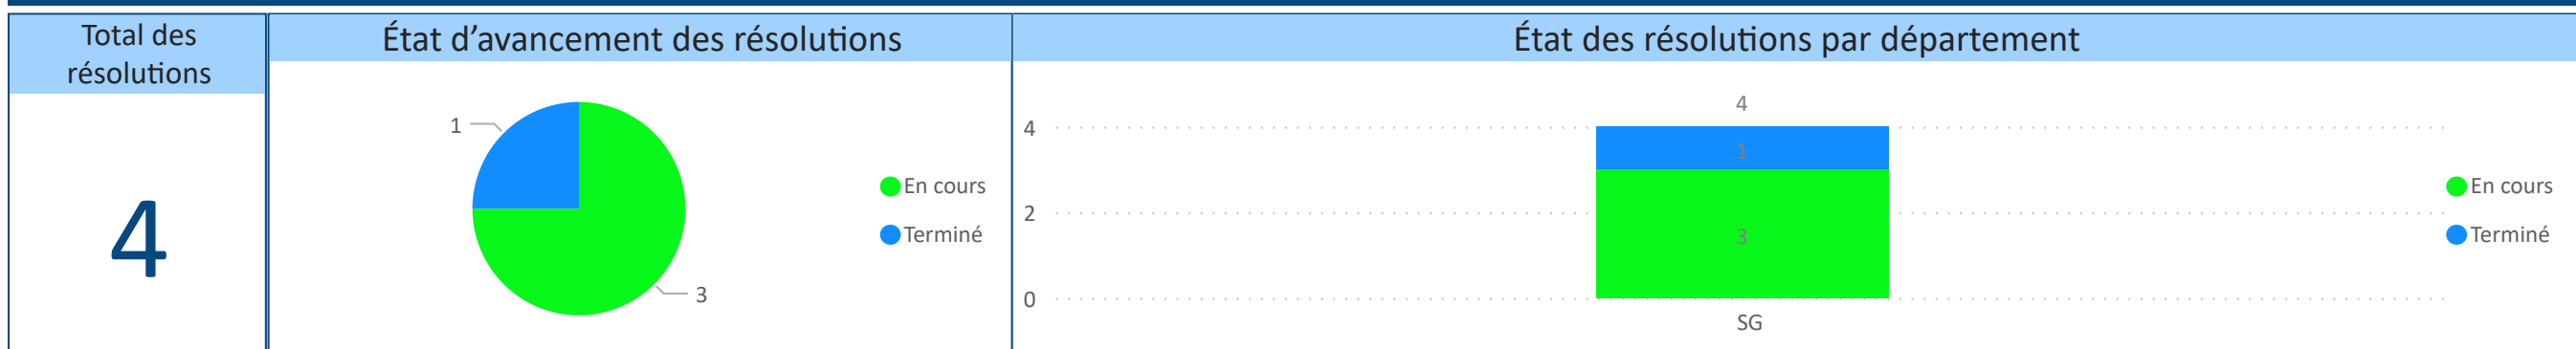 Total des
résolutions
4
État d’avancement des résolutions
1
3
En cours
Terminé
État des résolutions par département
4
2
0
4
1
3
SG
En cours
Terminé